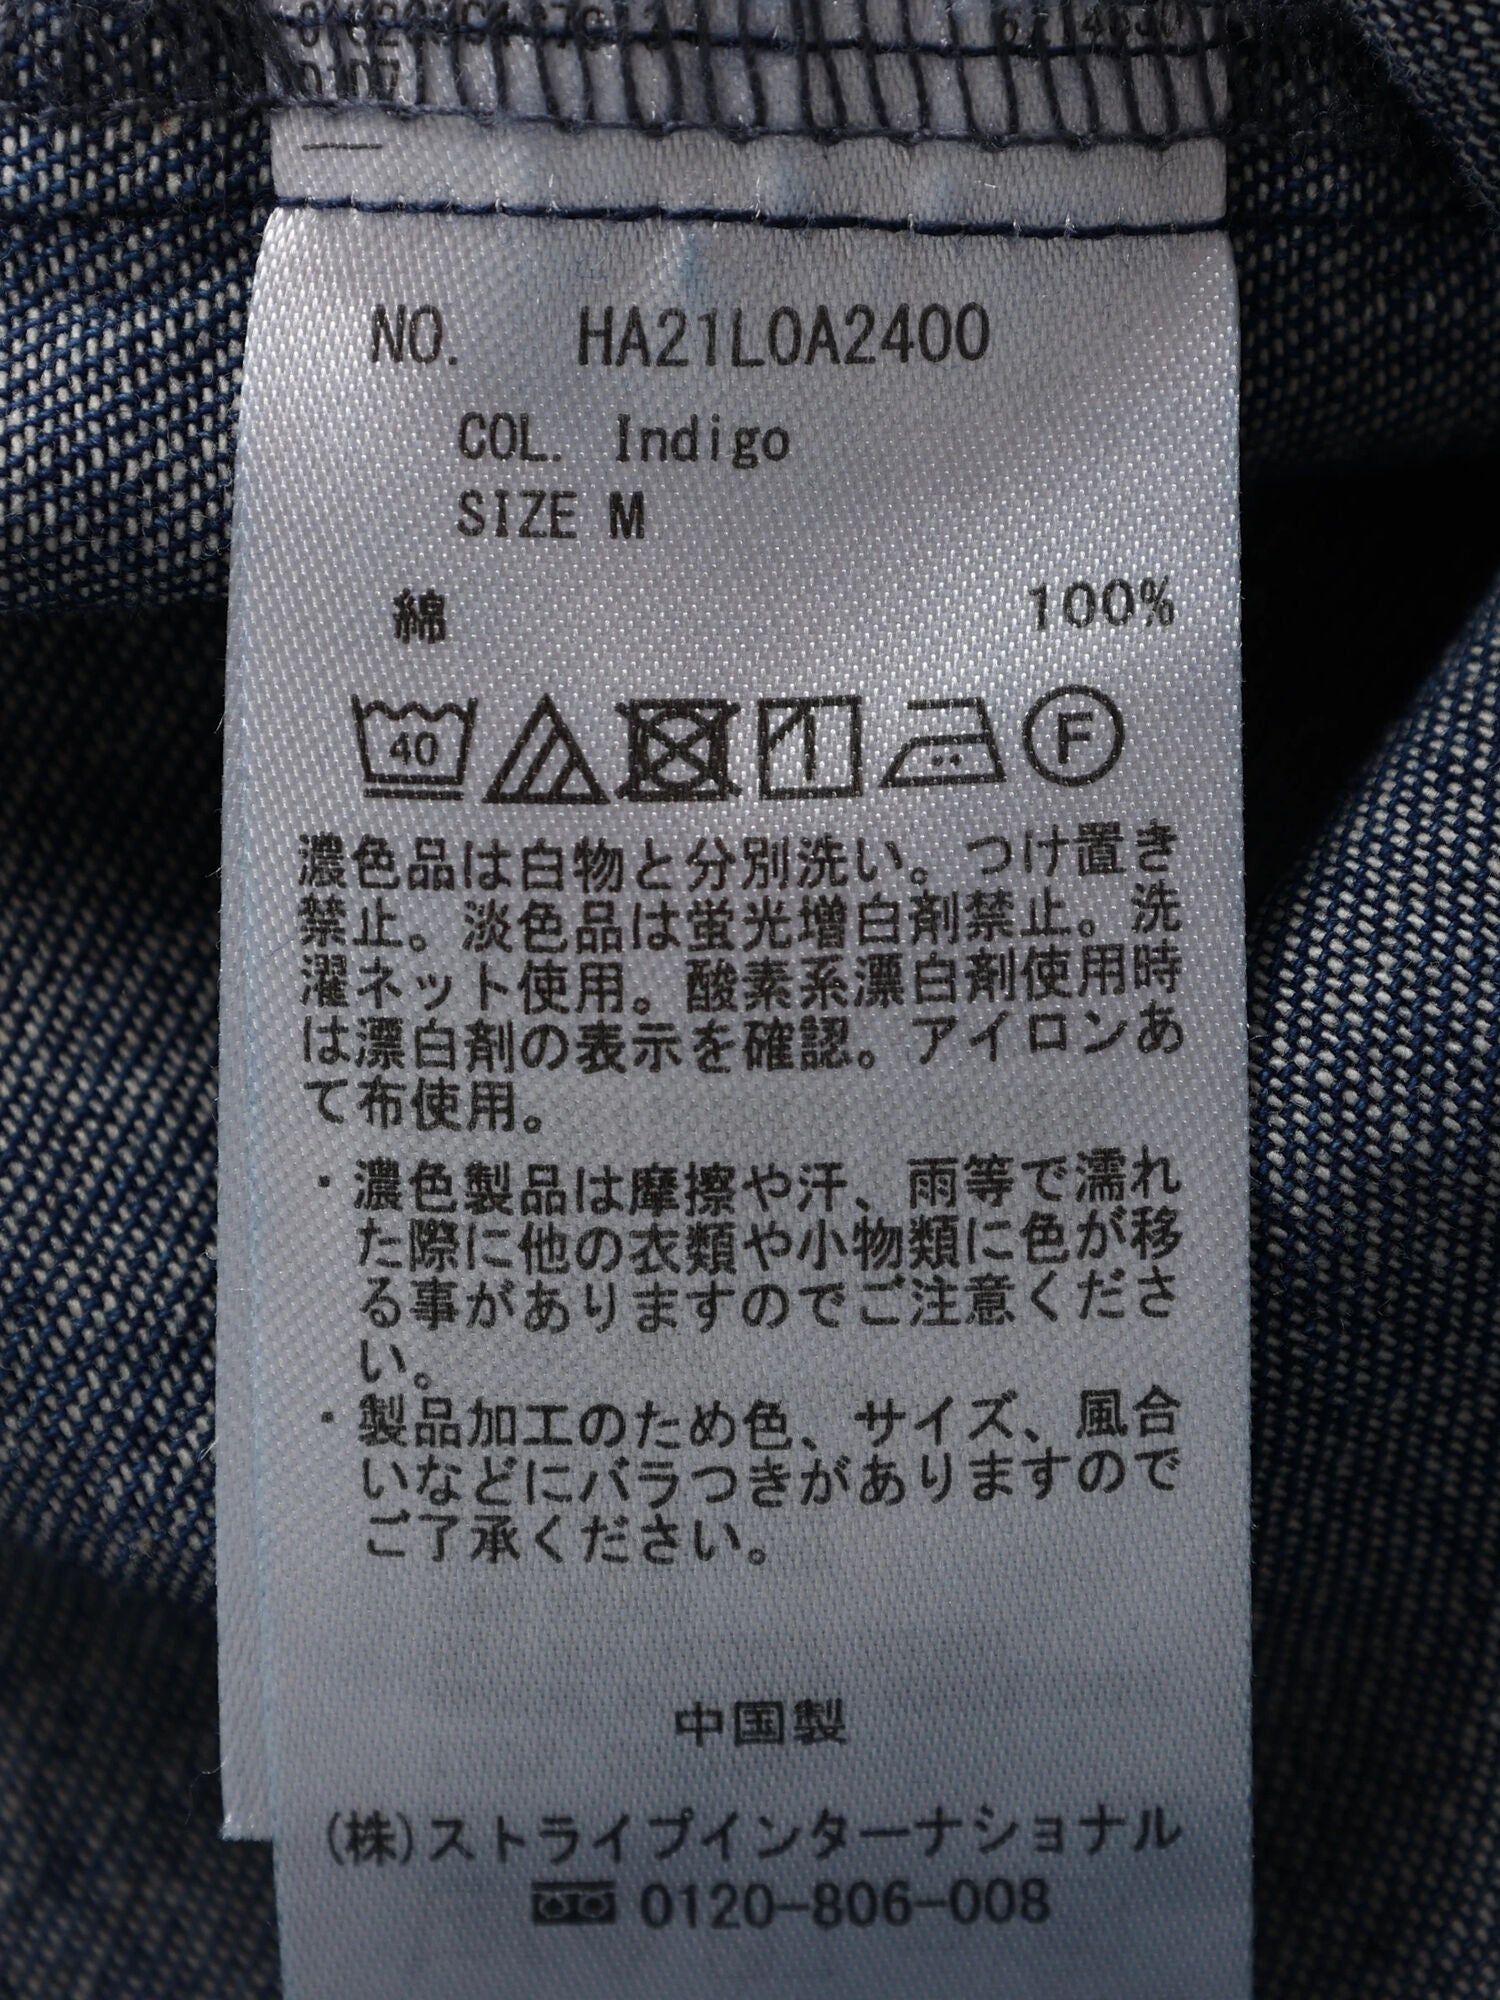 NO. HA21L0A2400
COL. Indigo
SIZE M
綿 100%
40
F
濃色品は白物と分別洗い。つけ置き
禁止。淡色品は蛍光増白剤禁止。洗
濯ネット使用。酸素系漂白剤使用時
は漂白剤の表示を確認。アイロンあ
て布使用。
・濃色製品は摩擦や汗、雨等で濡れ
た際に他の衣類や小物類に色が移
る事がありますのでご注意くださ
い。
・製品加工のため色、サイズ、風合
いなどにバラつきがありますので
ご了承ください。
中国製
(株)ストライプインターナショナル
0120-806-008